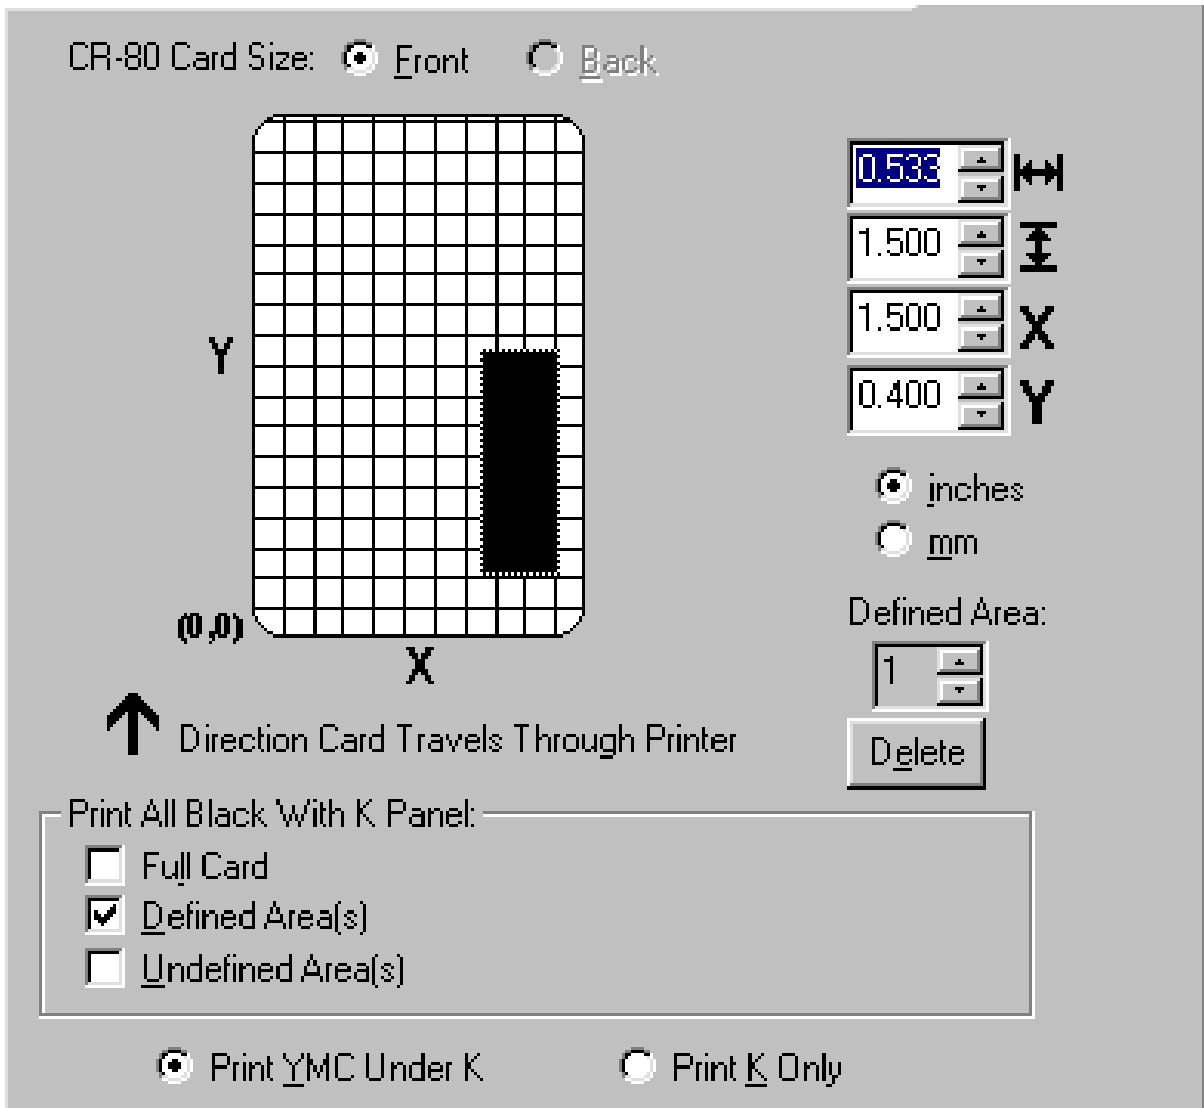 CR-80 Card Size: Front Back
0.533
1.500
1.500 X
0.400 Y
Y
inches
mm
(0,0)
X
Defined Area:
1
Direction Card Travels Through Printer
Delete
Print All Black With K Panel:
Full Card
Defined Area(s)
Undefined Area(s)
Print YMC Under K Print K Only